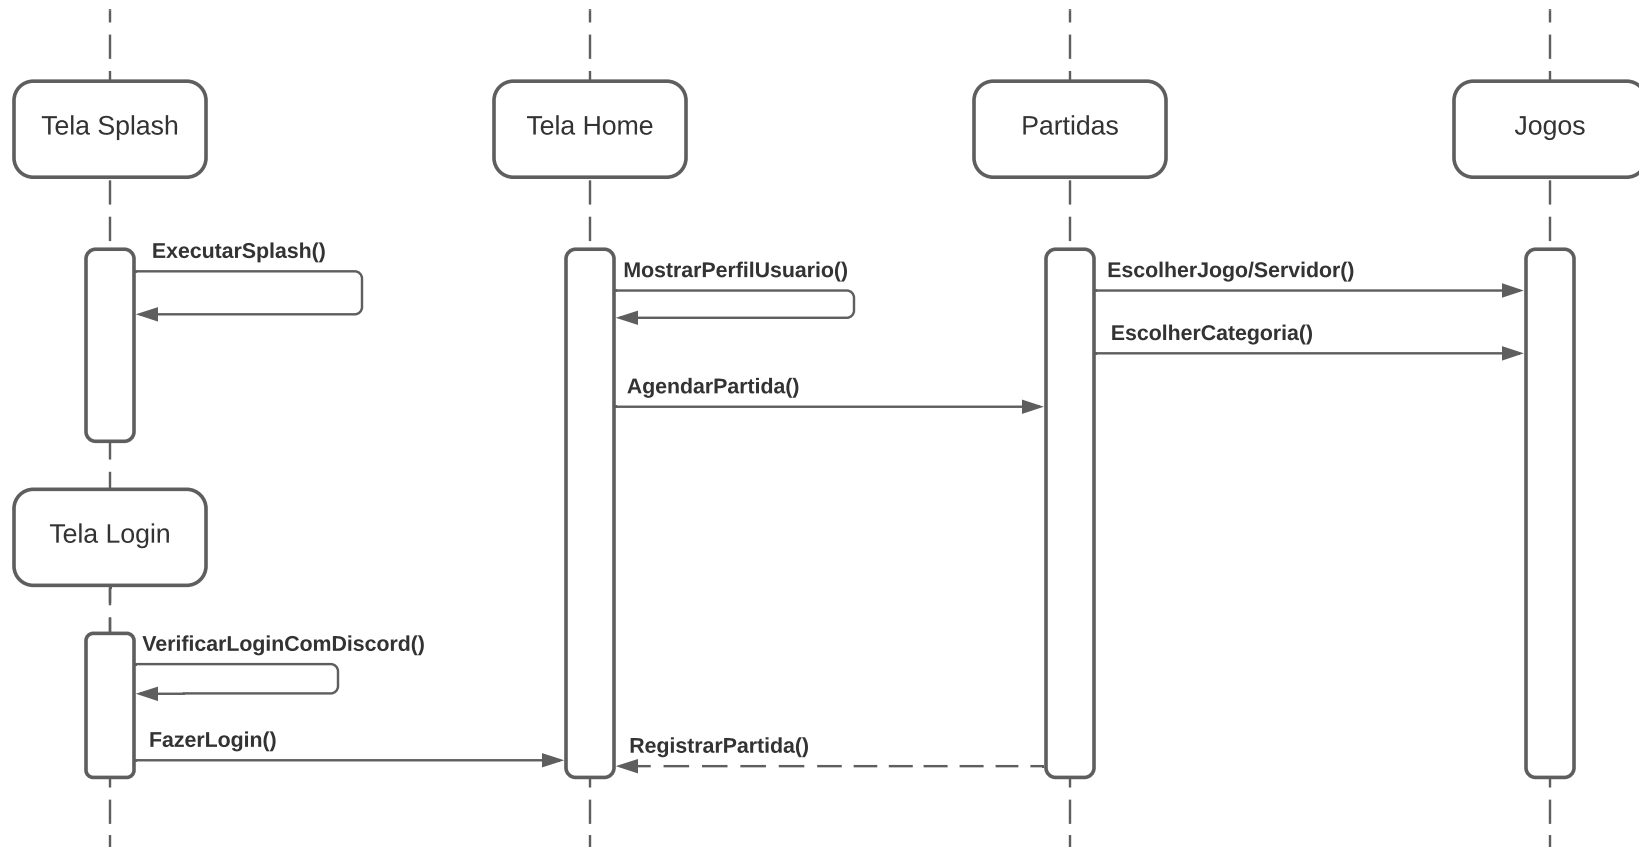 Tela Splash
Tela Home
Partidas
Jogos
ExecutarSplash()
MostrarPerfilUsuario()
EscolherJogo/Servidor()
EscolherCategoria()
AgendarPartida()
Tela Login
VerificarLoginComDiscord()
FazerLogin()
RegistrarPartida()